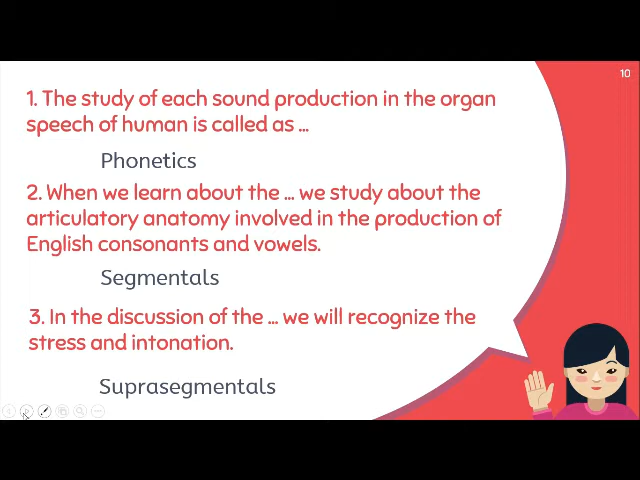 10
1. The study of each sound production in the organ
speech of human is called as ...
Phonetics
2. When we learn about the ... we study about the
articulatory anatomy involved in the production of
English consonants and vowels.
Segmentals
3. In the discussion of the ... we will recognize the
stress and intonation.
Suprasegmentals